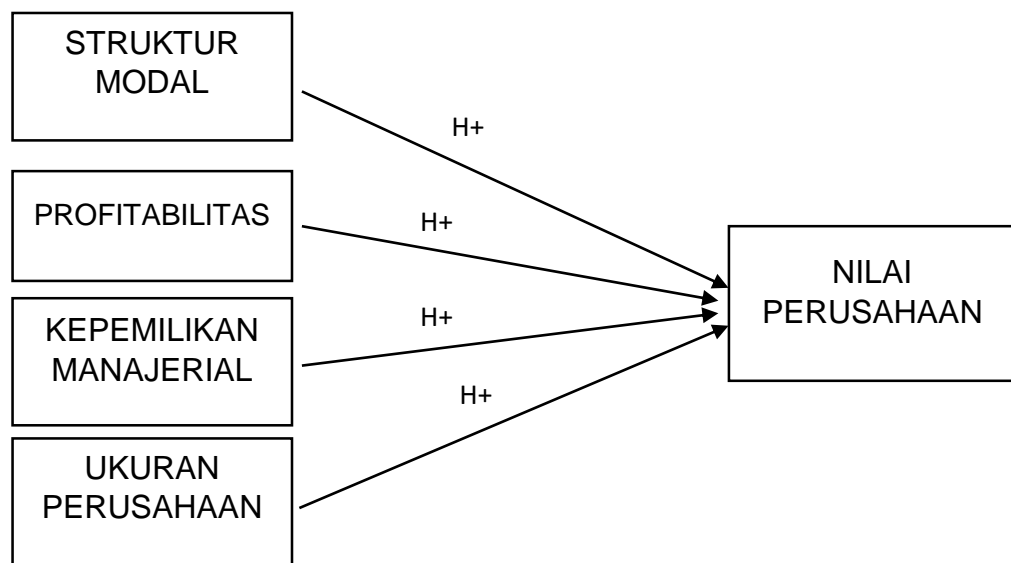 STRUKTUR
MODAL
H+
PROFITABILITAS
H+
KEPEMILIKAN
MANAJERIAL
H+
UKURAN
PERUSAHAAN
H+
NILAI
PERUSAHAAN